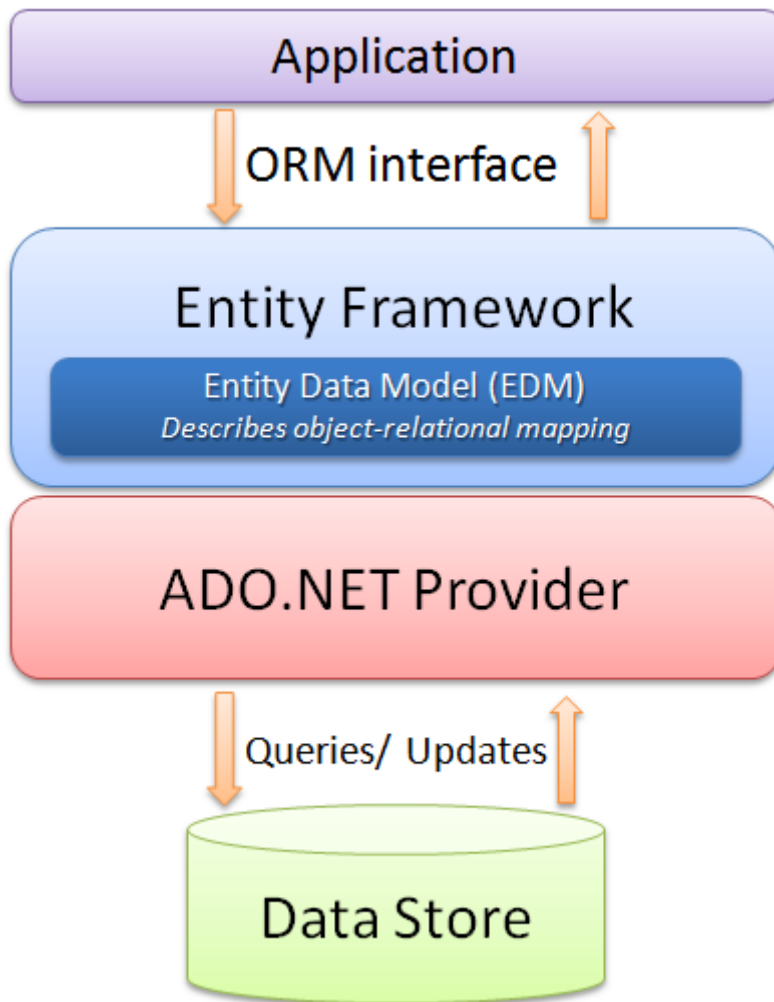 Application
ORM interface
Entity Framework
Entity Data Model (EDM)
Describes object-relational mapping
ADO.NET Provider
Queries/ Updates
Data Store